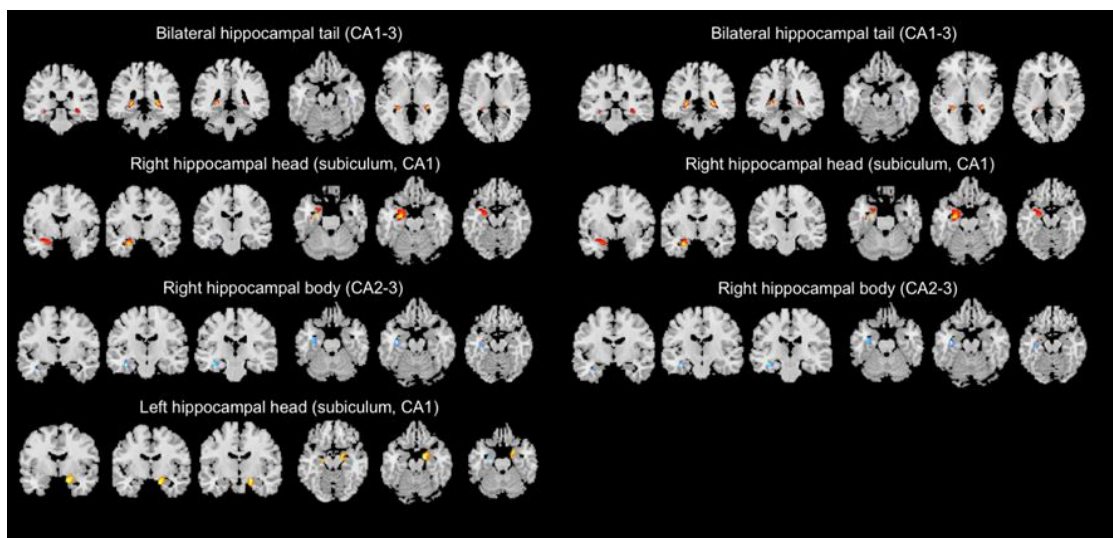 Bilateral hippocampal tail (CA1-3)
Bilateral hippocampal tail (CA1-3)
Right hippocampal head (subiculum, CA1)
Right hippocampal head (subiculum, CA1)
Right hippocampal body (CA2-3)
Right hippocampal body (CA2-3)
Left hippocampal head (subiculum, CA1)